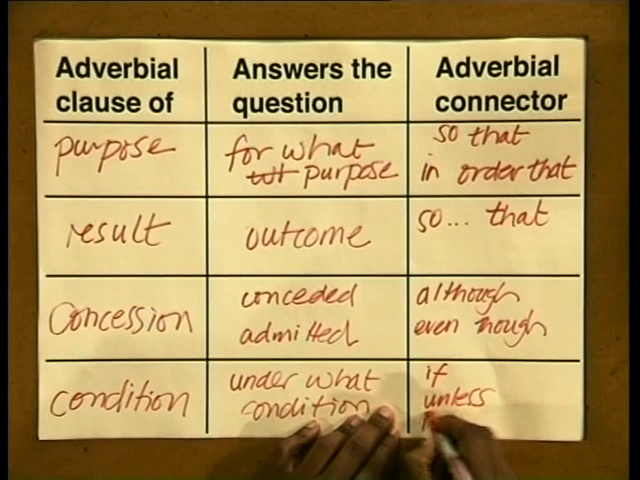 Adverbial
clause of
Answers the
question
Adverbial
connector
purpose
for what
purpose
so that
in order that
result
outcome
so... that
Concession
conceded
admitted
although
even though
condition
under what
condition
if
unless